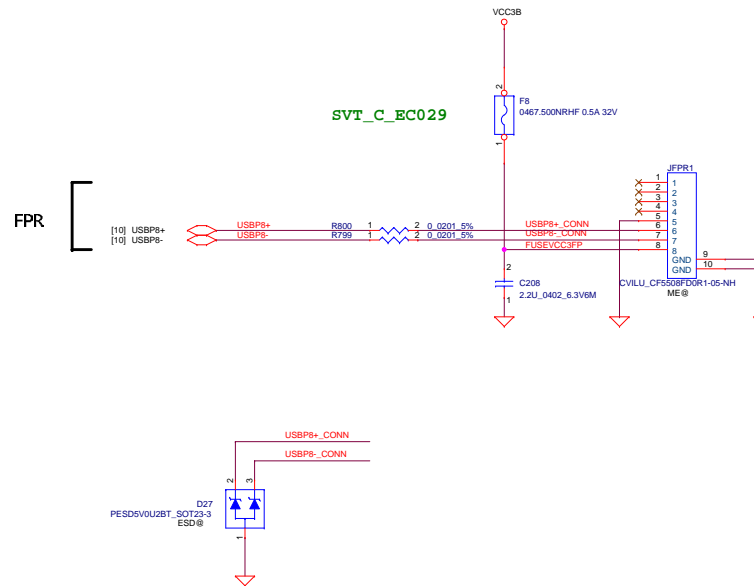 VCC3B
2
F8
0467.500NRHF 0.5A 32V
1
SVT_C_EC029
JFPR1
1 1
2 2
3 3
4 4
5 5
6 6
7 7
8 8
GND 9
GND 10
CVILU_CF5508FD0R1-05-NH
ME@
FPR
[10] USBP8+ USBP8+ R800 1 2 0_0201_5% USBP8+_CONN
[10] USBP8- USBP8- R799 1 2 0_0201_5% USBP8-_CONN
FUSEVCC3FP
2
C208
2.2U_0402_6.3V6M
1
USBP8+_CONN
USBP8-_CONN
2 3
D27
PESD5V0U2BT_SOT23-3
ESD@
1